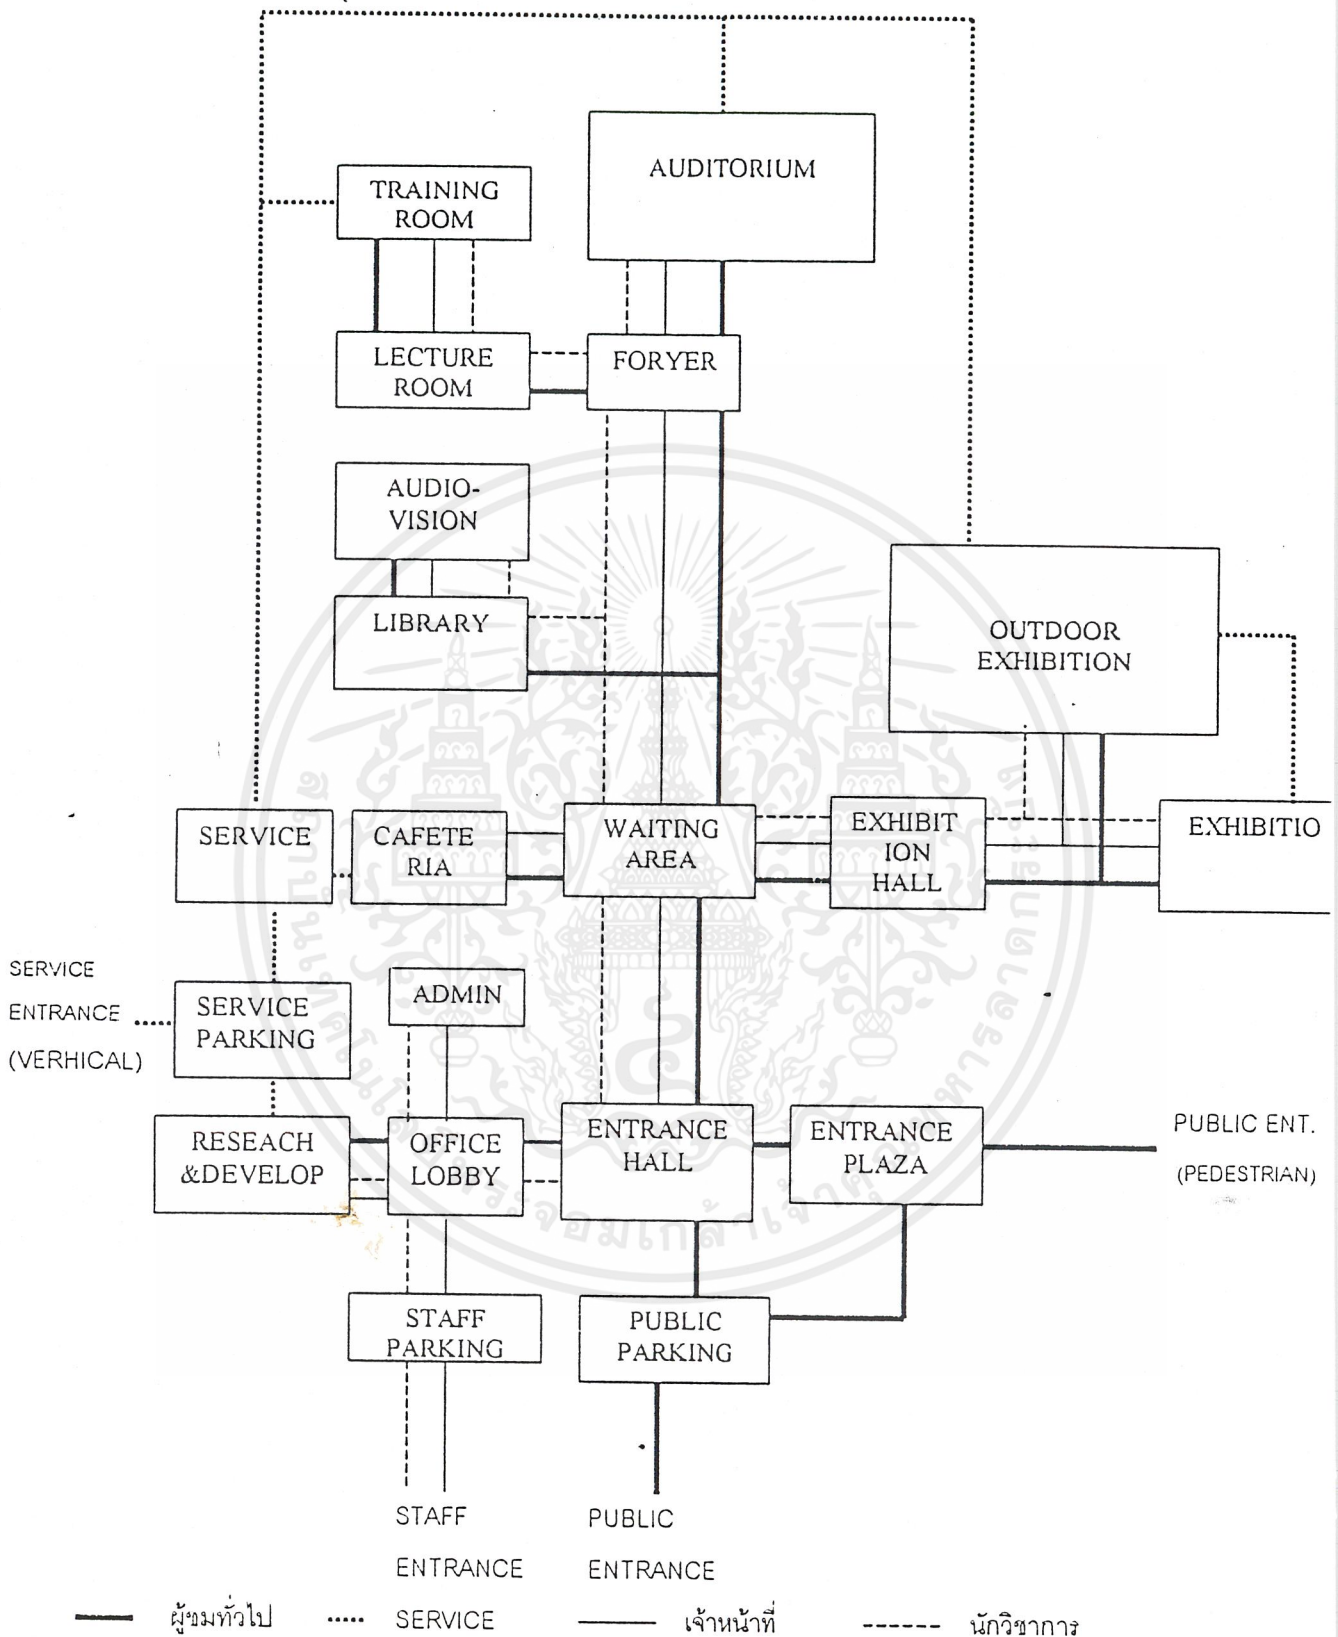 AUDITORIUM
TRAINING
ROOM
LECTURE
ROOM
FORYER
AUDIO-
VISION
LIBRARY
OUTDOOR
EXHIBITION
SERVICE
CAFETE
RIA
WAITING
AREA
EXHIBIT
ION
HALL
EXHIBITIO
SERVICE
ENTRANCE
(VERHICAL)
SERVICE
PARKING
ADMIN
RESEACH
&DEVELOP
OFFICE
LOBBY
ENTRANCE
HALL
ENTRANCE
PLAZA
PUBLIC ENT.
(PEDESTRIAN)
STAFF
PARKING
PUBLIC
PARKING
STAFF
ENTRANCE
PUBLIC
ENTRANCE
ผู้ชมทั่วไป
SERVICE
เจ้าหน้าที่
นักวิชาการ